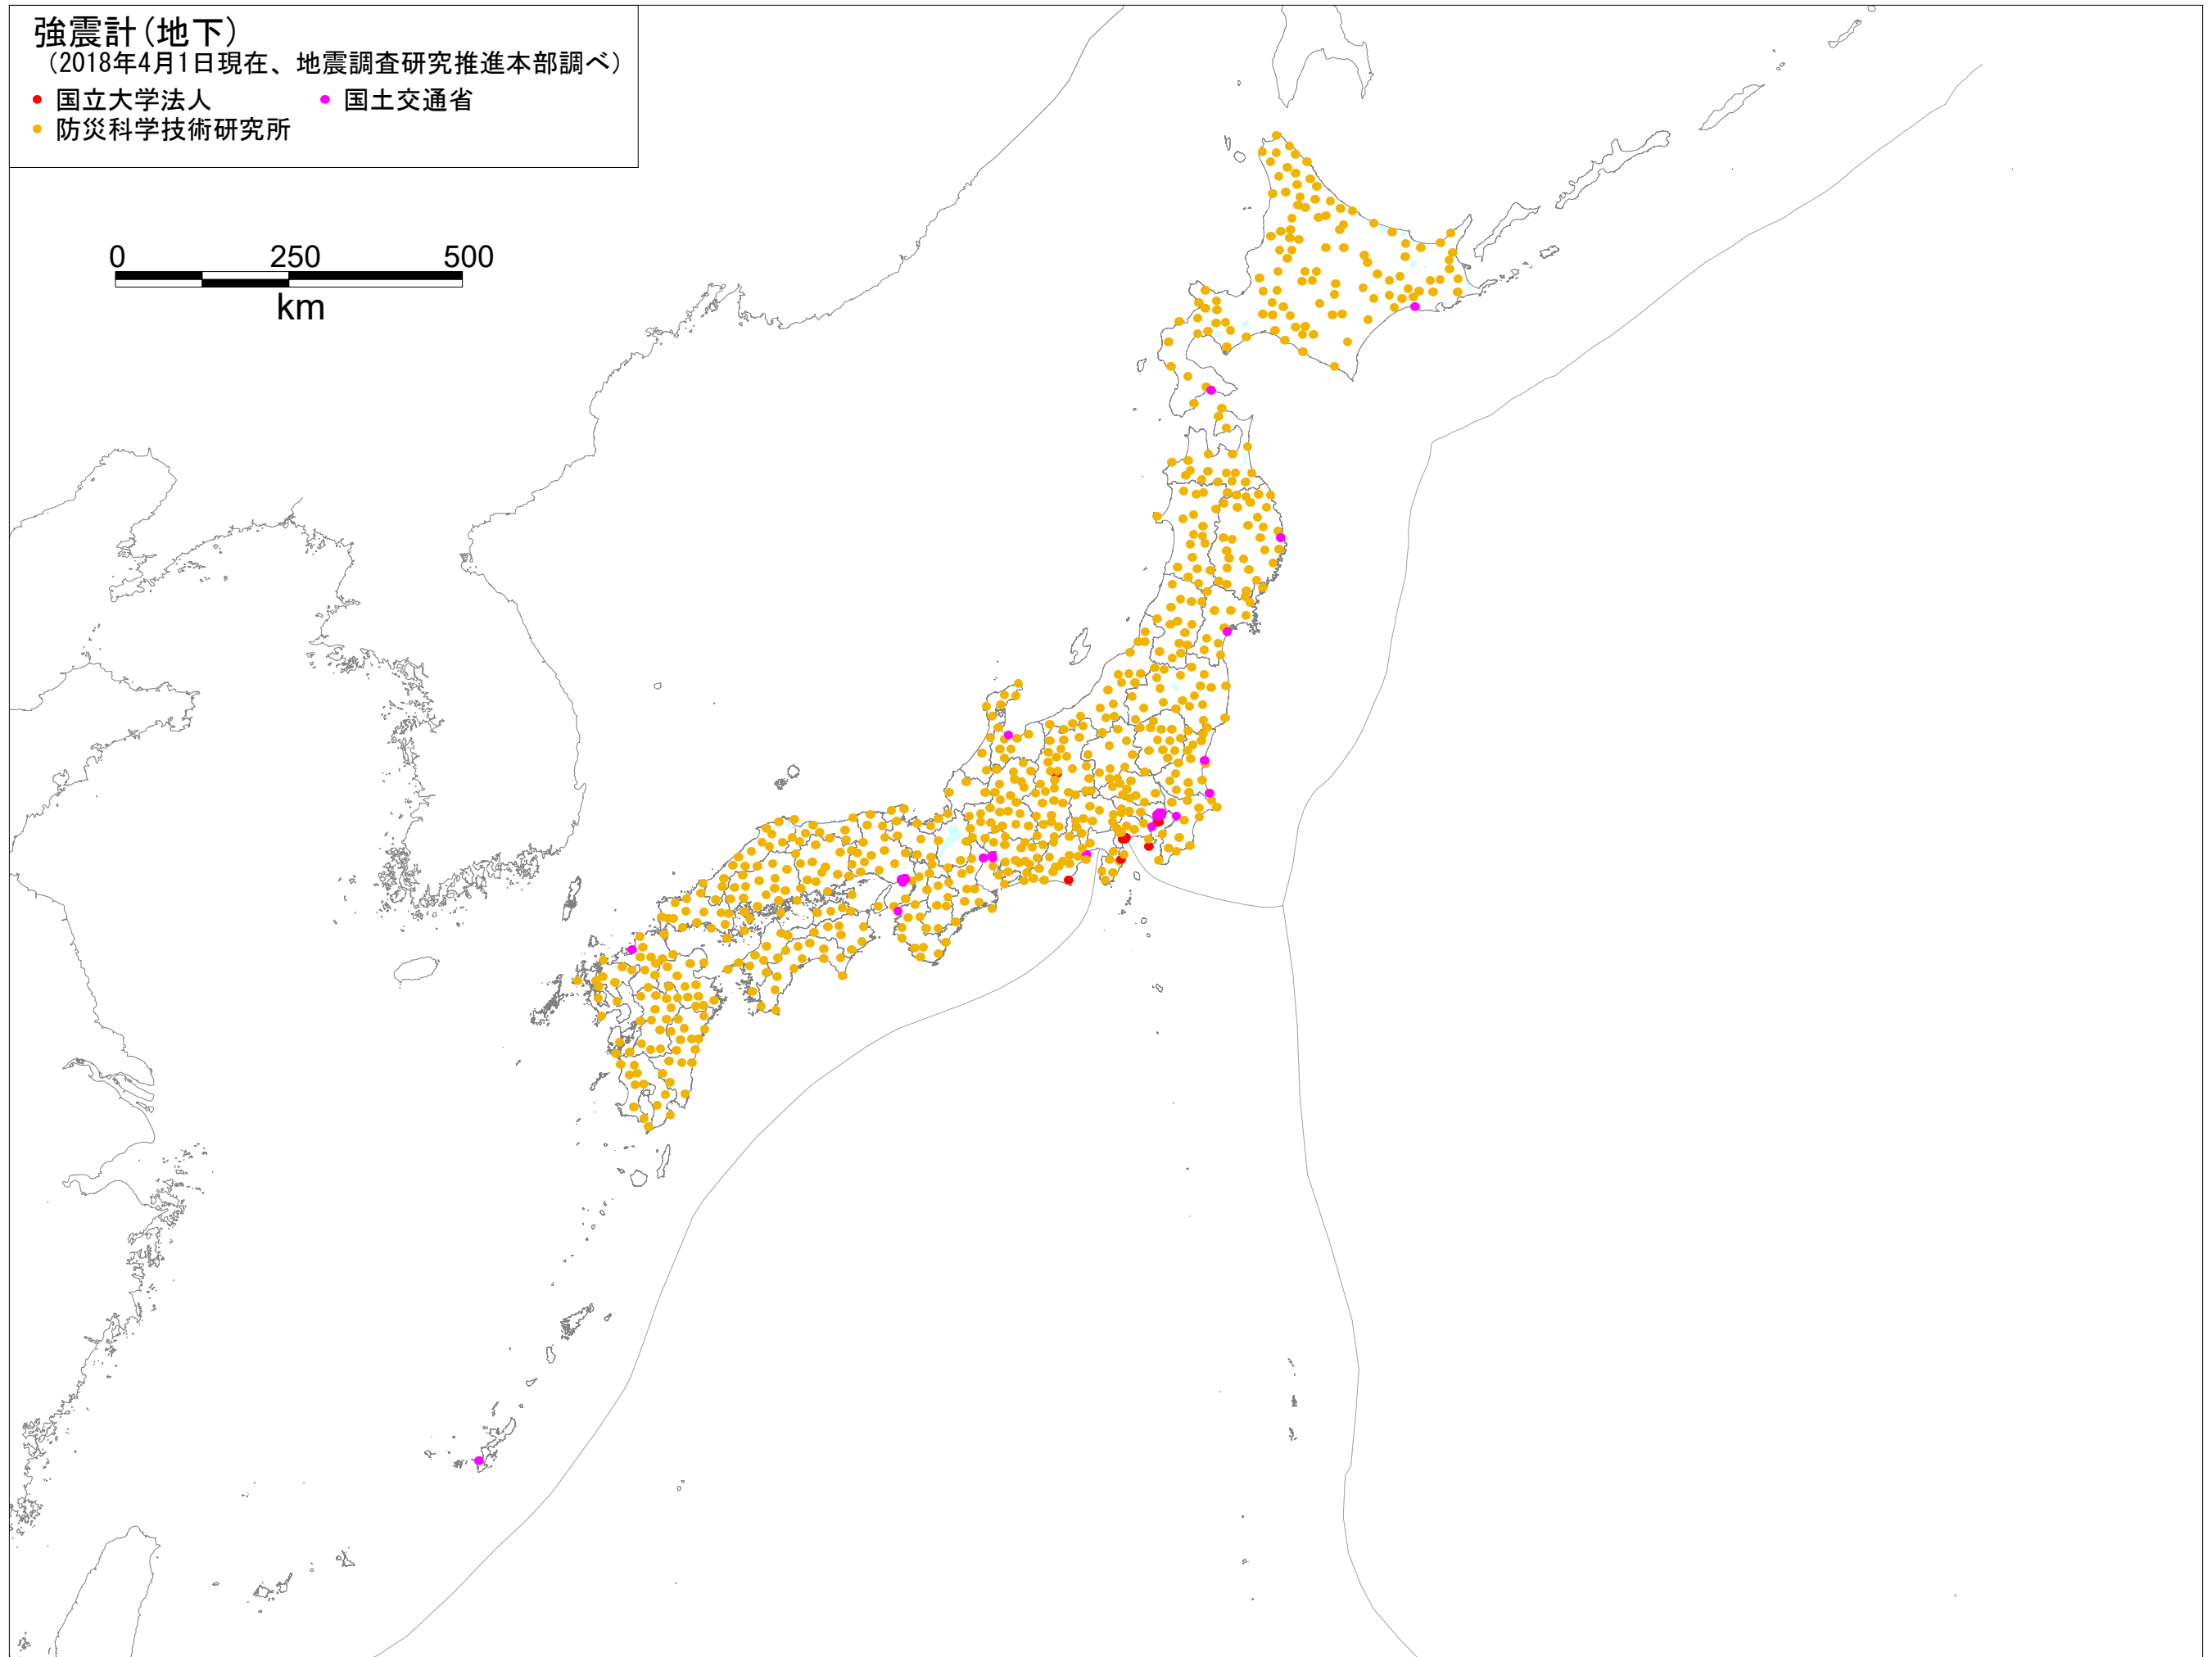 強震計(地下)
(2018年4月1日現在、地震調査研究推進本部調べ)
国立大学法人 国土交通省
防災科学技術研究所
0 250 500
km